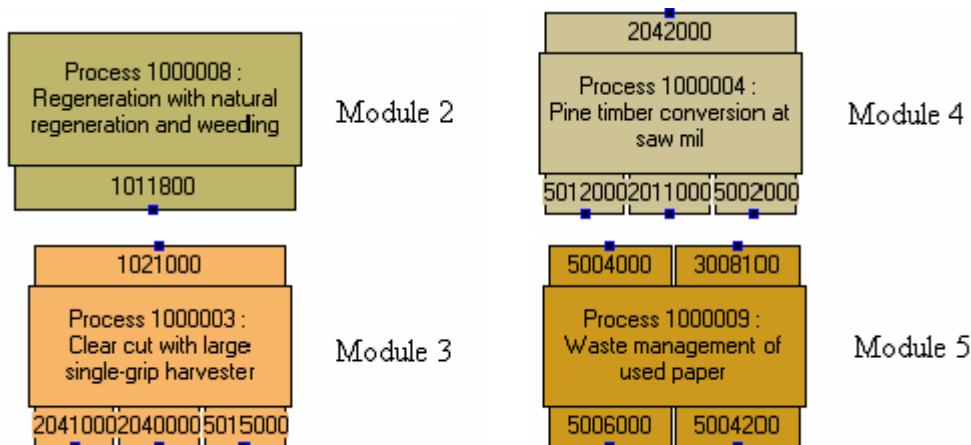 Process 1000008 :
Regeneration with natural
regeneration and weeding
1011800
Module 2
2042000
Process 1000004 :
Pine timber conversion at
saw mil
5012000 2011000 5002000
Module 4
1021000
Process 1000003 :
Clear cut with large
single-grip harvester
2041000 2040000 5015000
Module 3
5004000 3008100
Process 1000009 :
Waste management of
used paper
5006000 5004200
Module 5